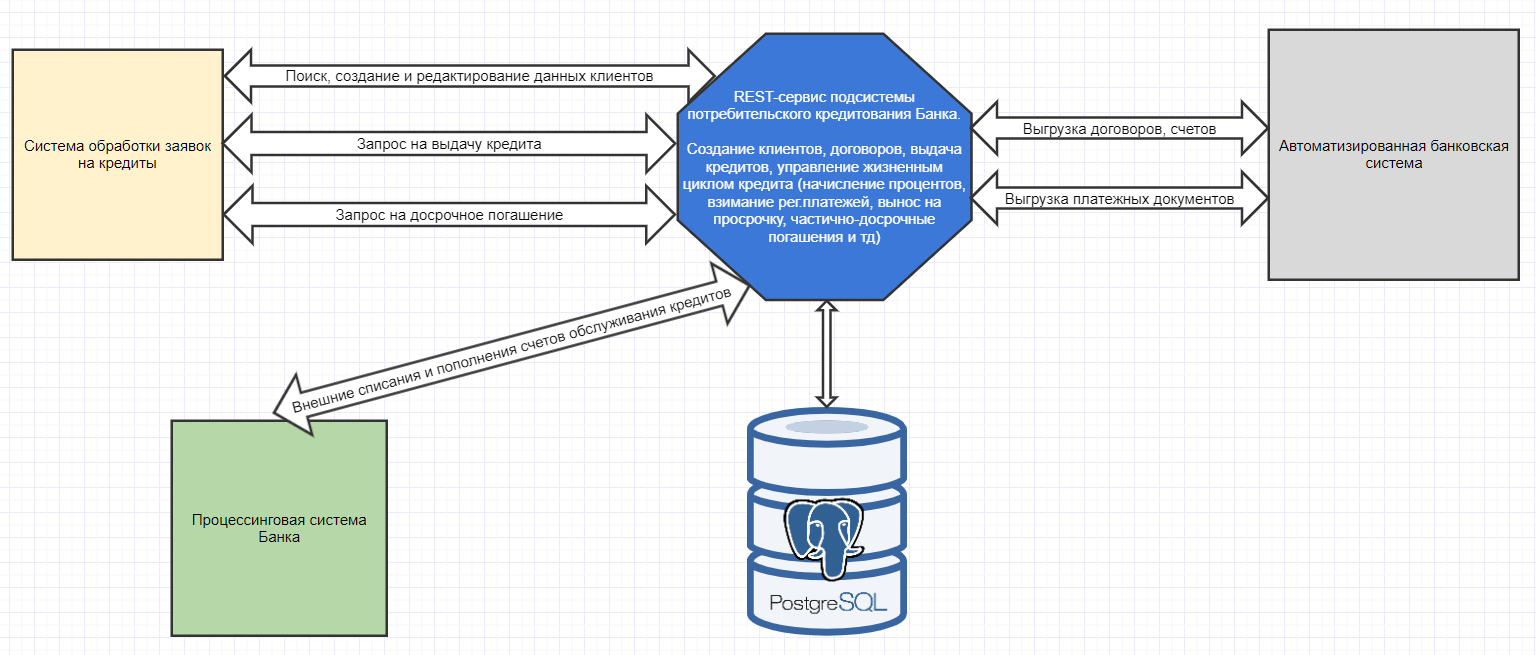 Система обработки заявок
на кредиты
Поиск, создание и редактирование данных клиентов
Запрос на выдачу кредита
Запрос на досрочное погашение
REST-сервис подсистемы
потребительского кредитования Банка.
Создание клиентов, договоров, выдача
кредитов, управление жизненным
циклом кредита (начисление процентов,
взимание рег.платежей, вынос на
просрочку, частично-досрочные
погашения и тд)
Выгрузка договоров, счетов
Выгрузка платежных документов
Автоматизированная банковская
система
Внешние списания и пополнения счетов обслуживания кредитов
Процессинговая система
Банка
PostgreSQL